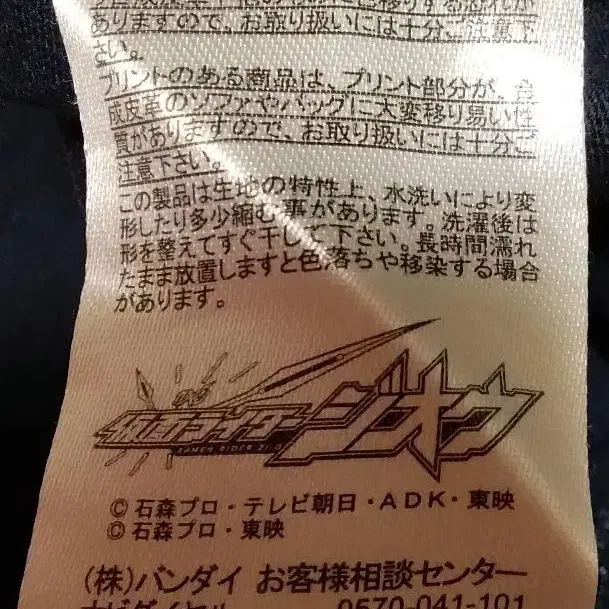 ありますので、お取り扱いには十分ご注意下
さい。
プリントのある商品は、プリント部分が、合
成皮革のソファやバッグに大変移り易い性
質がありますので、お取り扱いには十分ご
注意下さい。
この製品は生地の特性上、水洗いにより変
形したり多少縮む事があります。洗濯後は
形を整えてすぐ干して下さい。長時間濡れ
たまま放置しますと色落ちや移染する場合
があります。
仮面ライダージオウ
KAMEN RIDER ZI-O
©石森プロ・テレビ朝日・ADK・東映
©石森プロ・東映
(株)バンダイ お客様相談センター
ナビダイヤル 0570-041-101